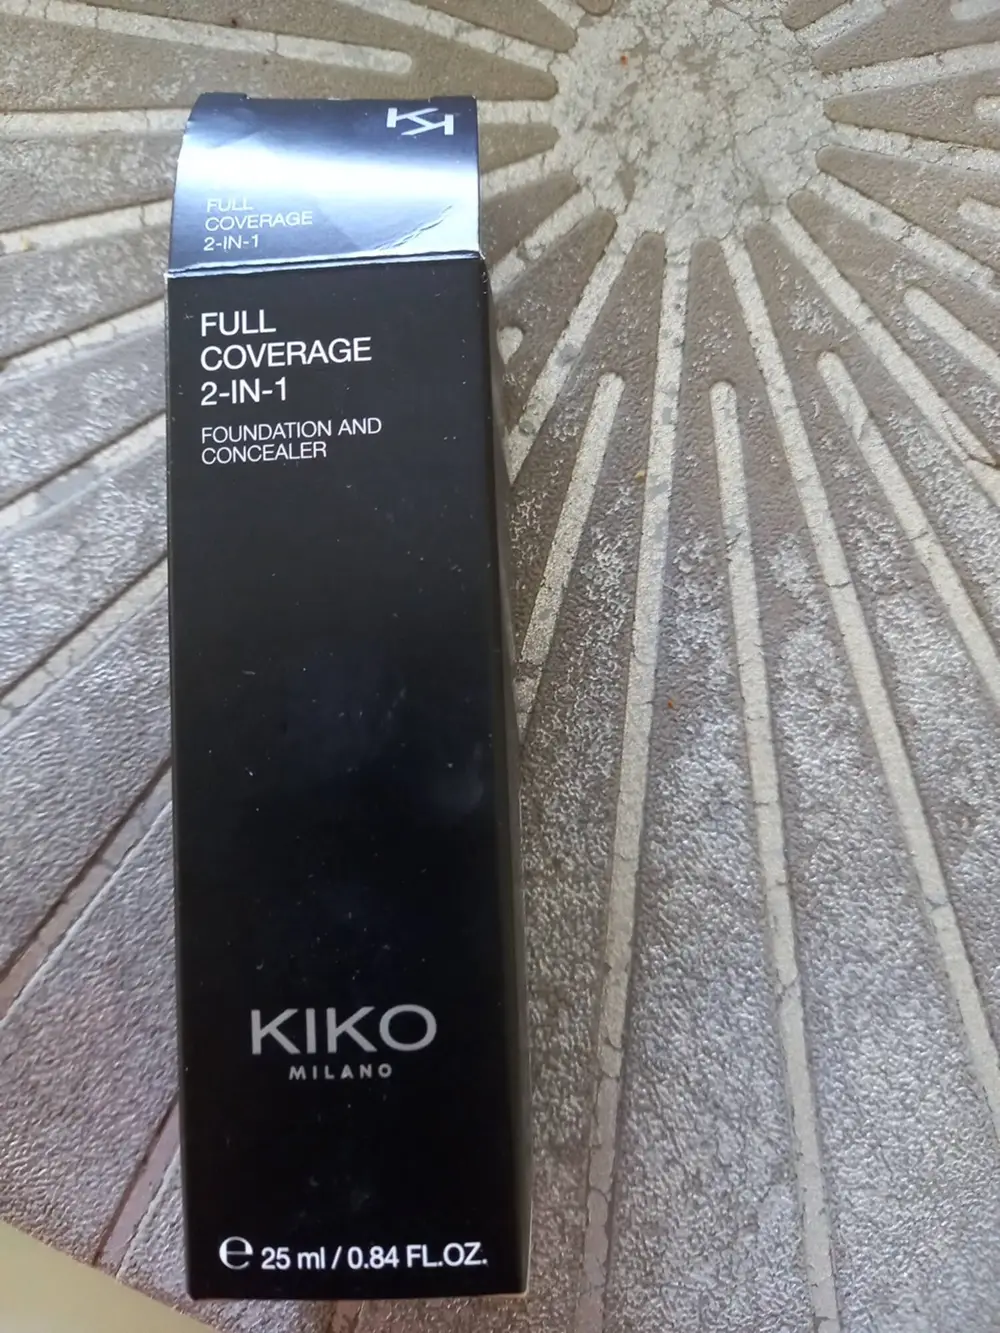 FULL
COVERAGE
2-IN-1
FULL
COVERAGE
2-IN-1
FOUNDATION AND
CONCEALER
KIKO
MILANO
℮ 25 ml / 0.84 FL.OZ.